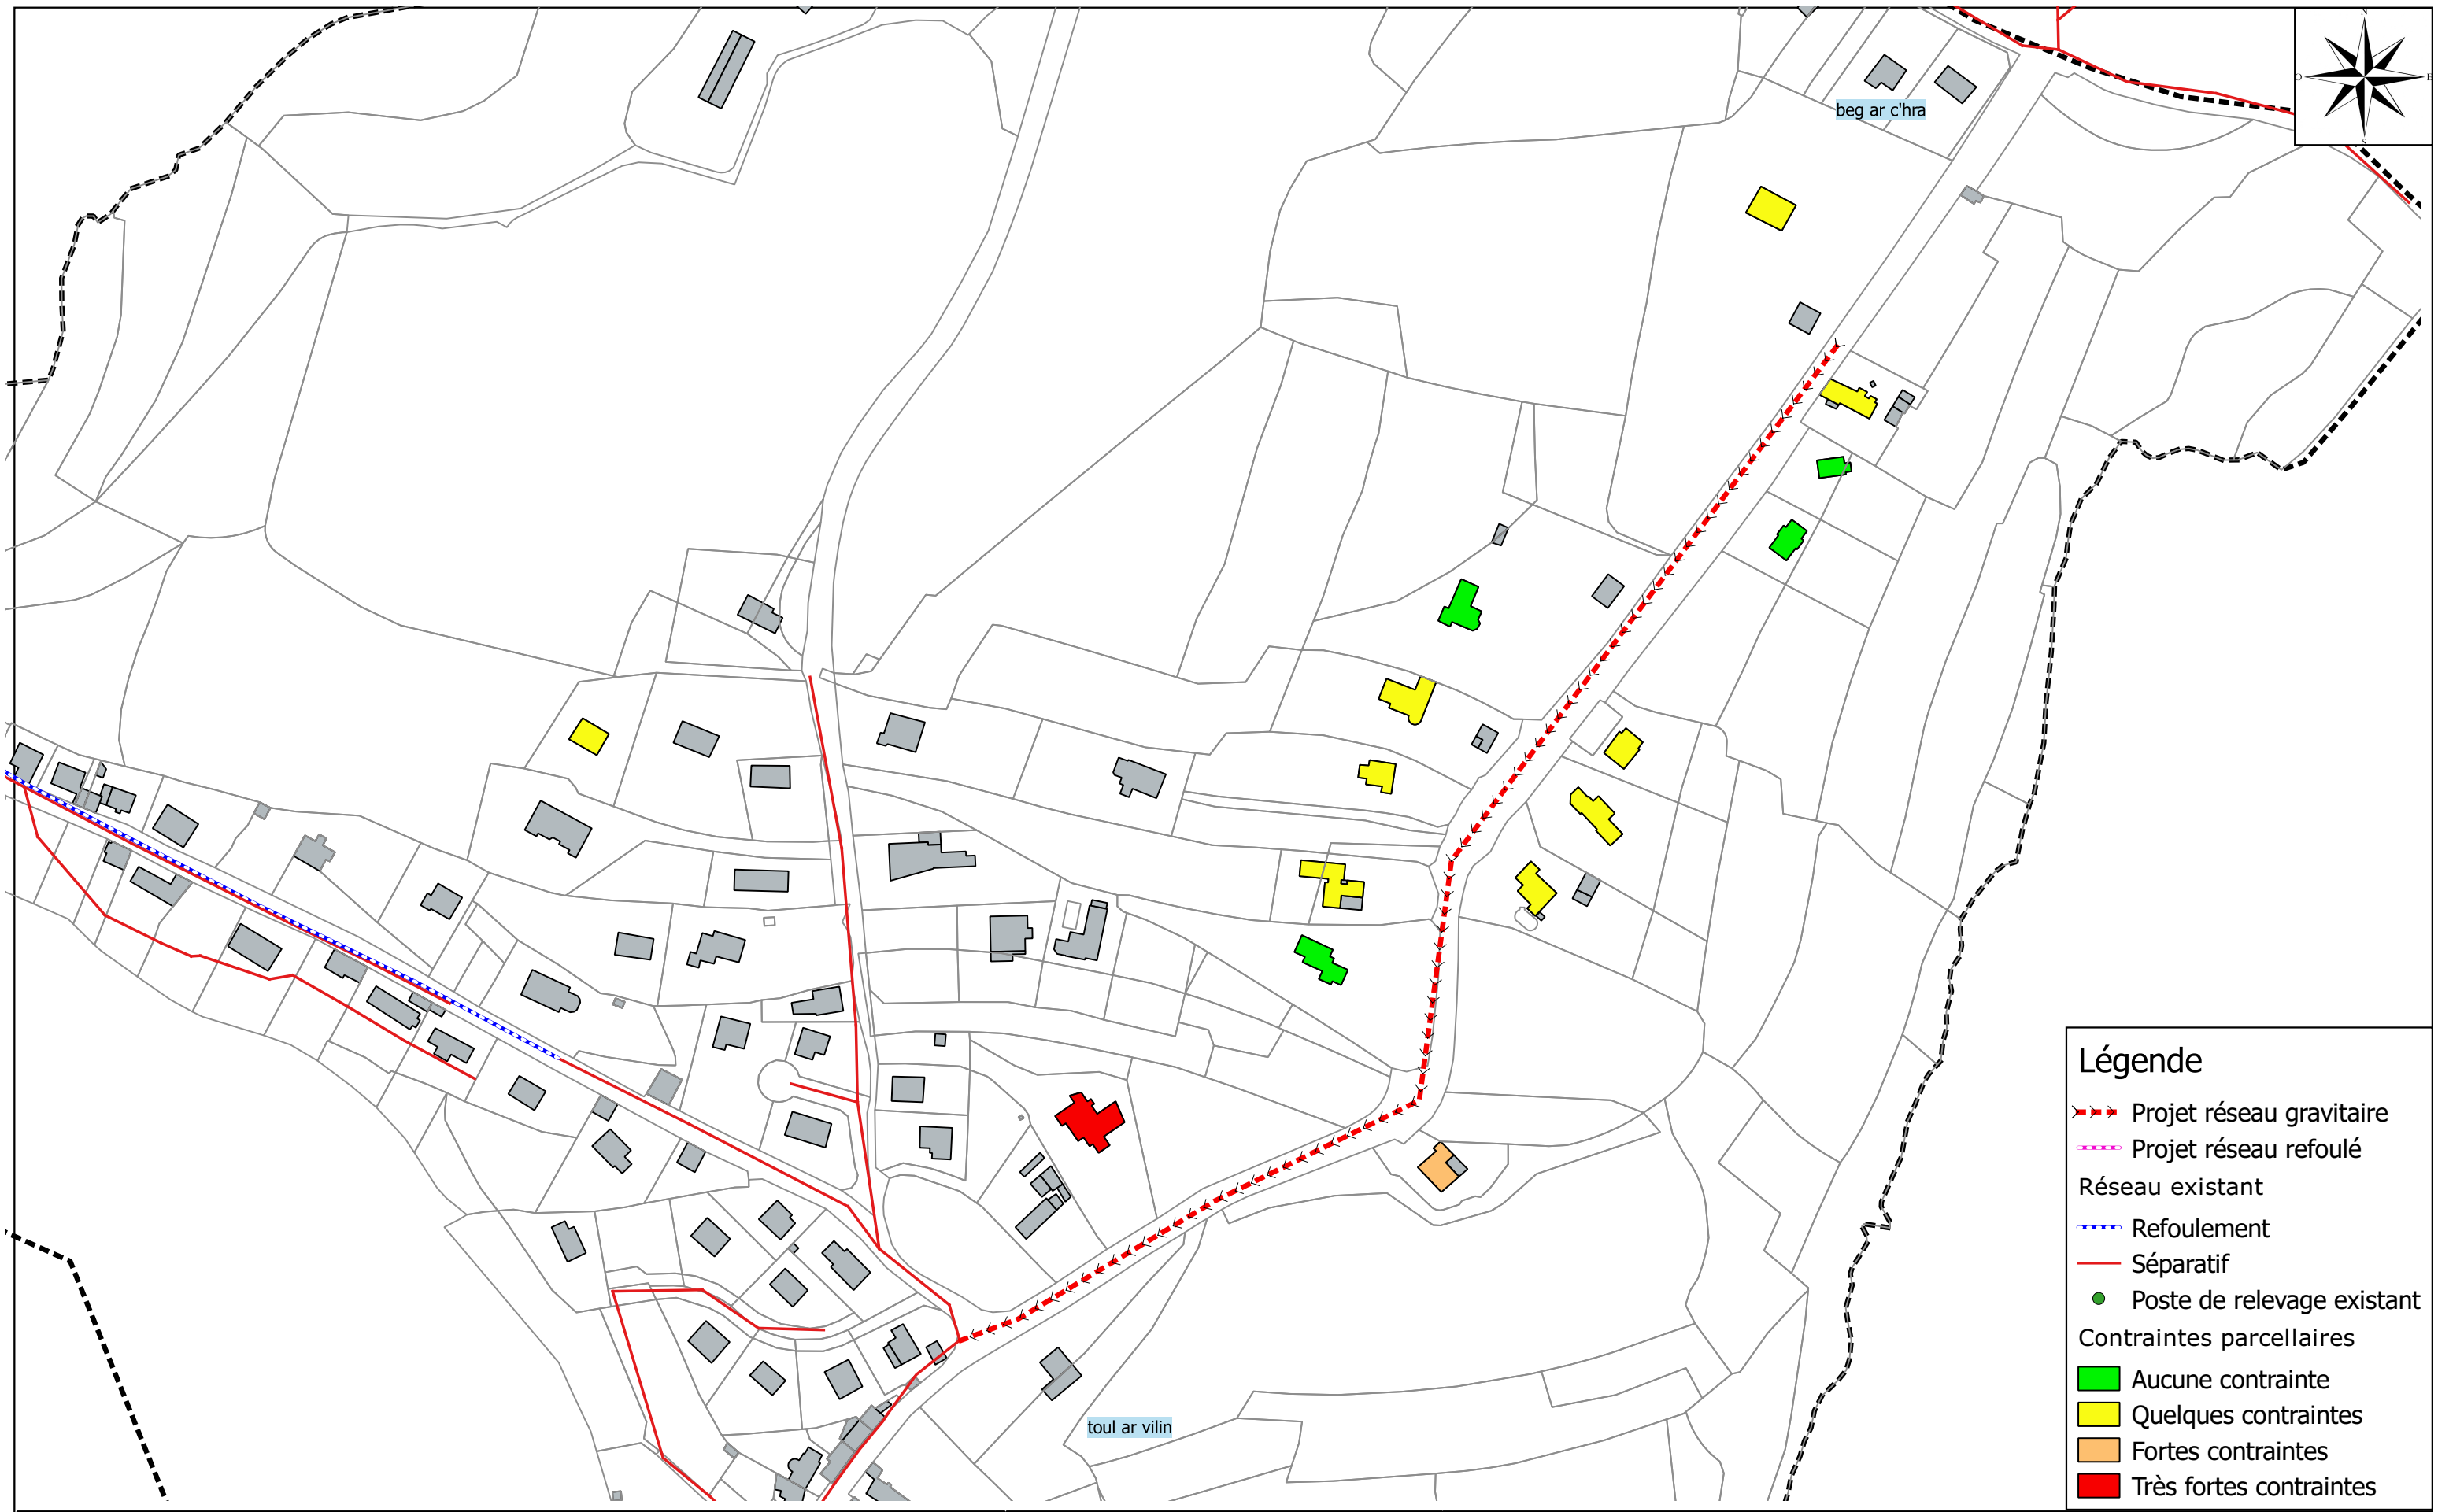 N
O
E
S
beg ar c'hra
toul ar vilin
Légende
Projet réseau gravitaire
Projet réseau refoulé
Réseau existant
Refoulement
Séparatif
Poste de relevage existant
Contraintes parcellaires
Aucune contrainte
Quelques contraintes
Fortes contraintes
Très fortes contraintes